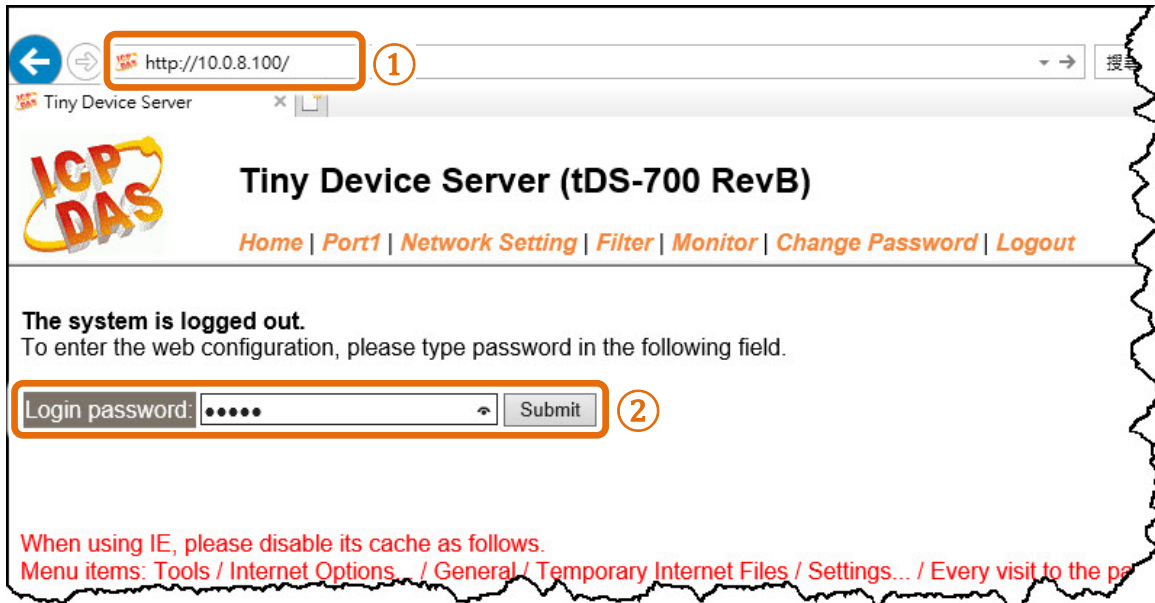 http://10.0.8.100/
①
搜
Tiny Device Server
ICP
DAS
Tiny Device Server (tDS-700 RevB)
Home | Port1 | Network Setting | Filter | Monitor | Change Password | Logout
The system is logged out.
To enter the web configuration, please type password in the following field.
Login password: ••••• Submit ②
When using IE, please disable its cache as follows.
Menu items: Tools / Internet Options... / General / Temporary Internet Files / Settings... / Every visit to the